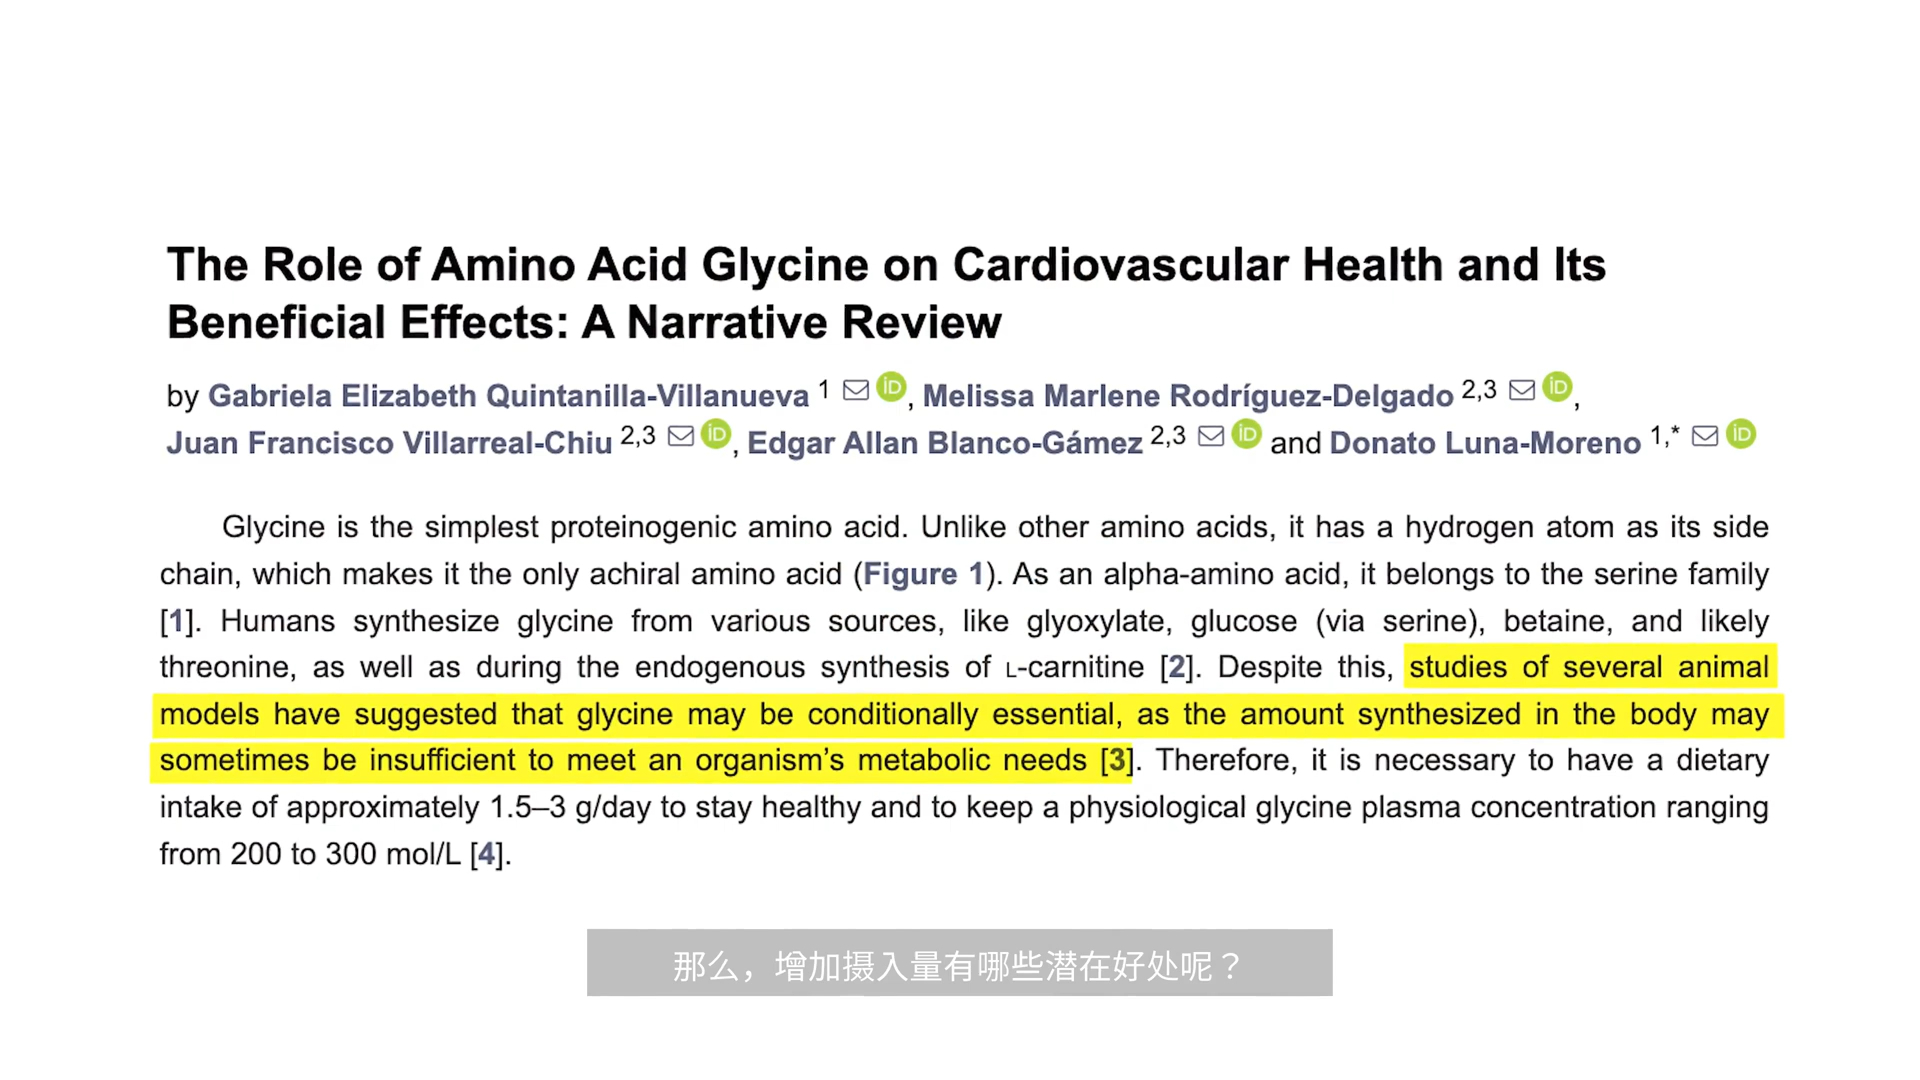 The Role of Amino Acid Glycine on Cardiovascular Health and Its
Beneficial Effects: A Narrative Review
by Gabriela Elizabeth Quintanilla-Villanueva 1 iD, Melissa Marlene Rodríguez-Delgado 2,3 iD,
Juan Francisco Villarreal-Chiu 2,3 iD, Edgar Allan Blanco-Gámez 2,3 iD and Donato Luna-Moreno 1,* iD
Glycine is the simplest proteinogenic amino acid. Unlike other amino acids, it has a hydrogen atom as its side
chain, which makes it the only achiral amino acid (Figure 1). As an alpha-amino acid, it belongs to the serine family
[1]. Humans synthesize glycine from various sources, like glyoxylate, glucose (via serine), betaine, and likely
threonine, as well as during the endogenous synthesis of L-carnitine [2]. Despite this, studies of several animal
models have suggested that glycine may be conditionally essential, as the amount synthesized in the body may
sometimes be insufficient to meet an organism’s metabolic needs [3]. Therefore, it is necessary to have a dietary
intake of approximately 1.5–3 g/day to stay healthy and to keep a physiological glycine plasma concentration ranging
from 200 to 300 mol/L [4].
那么，增加摄入量有哪些潜在好处呢？